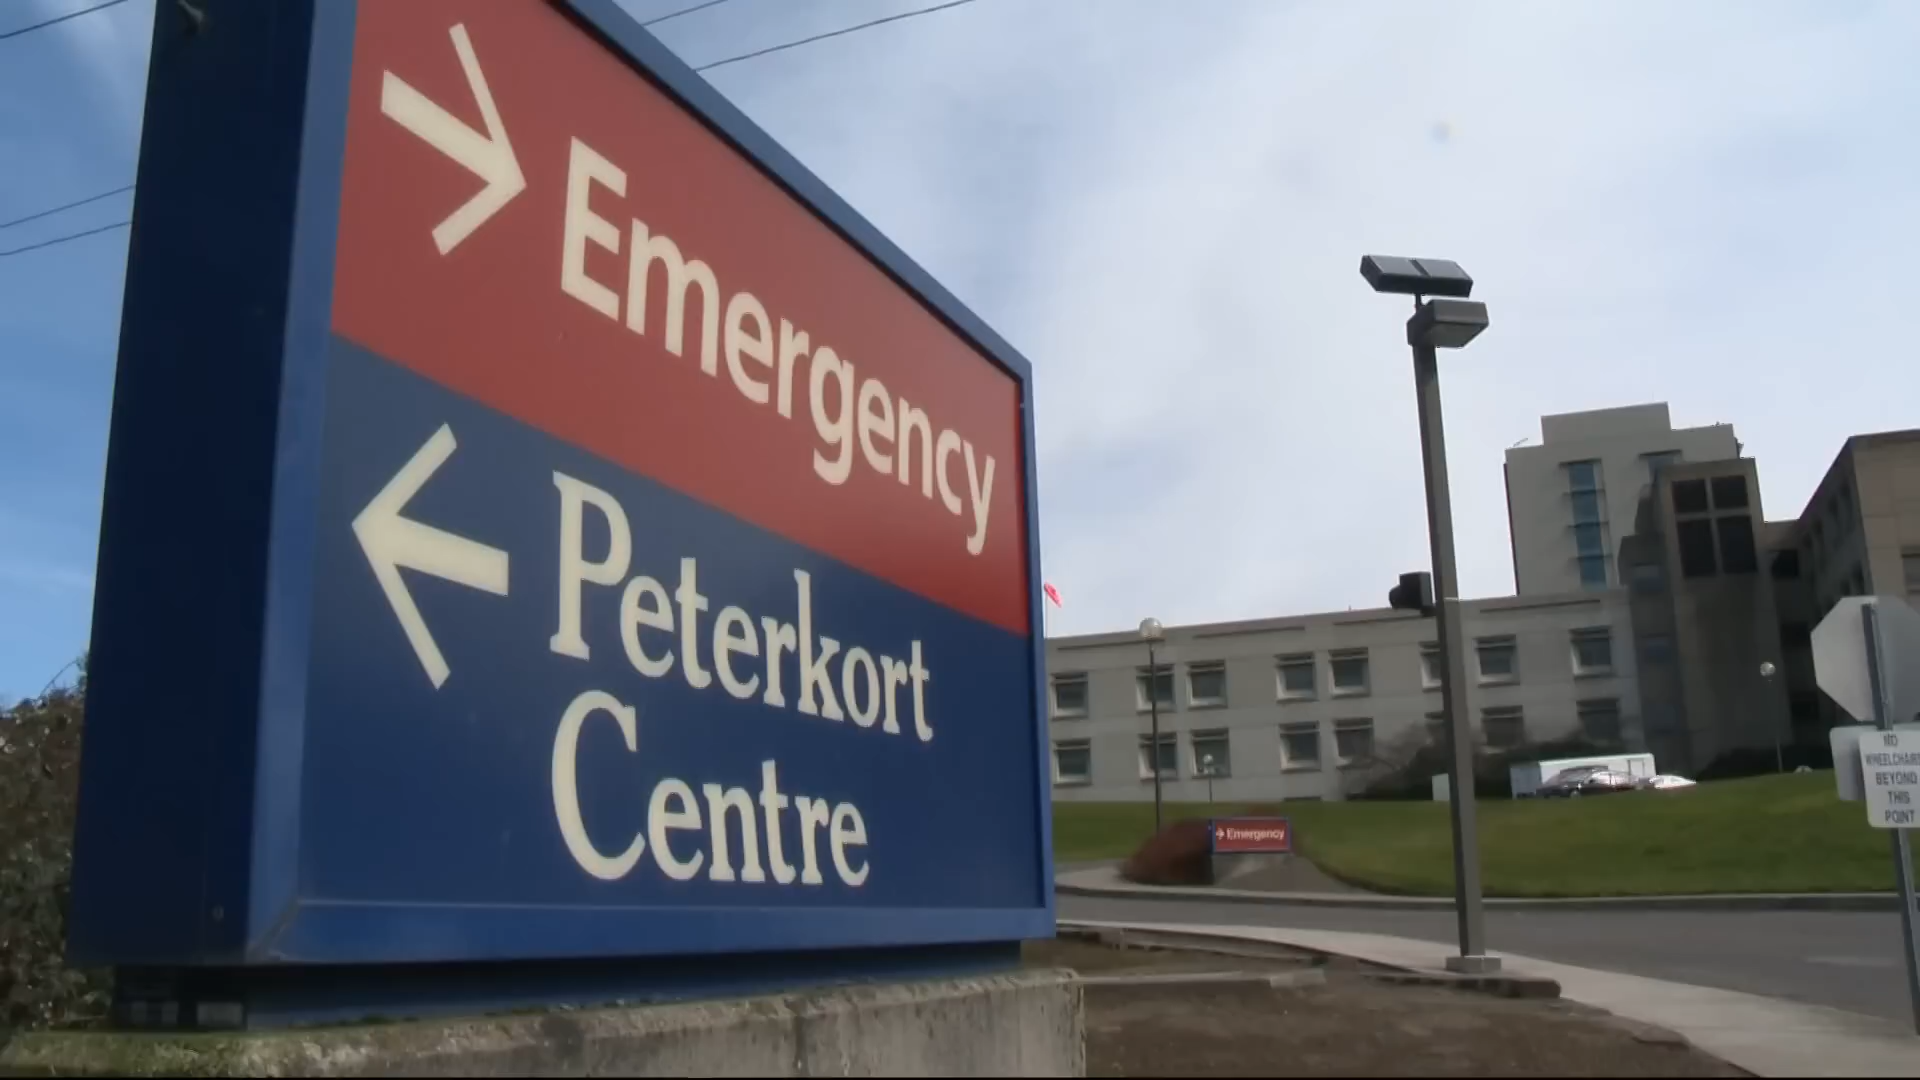 → Emergency
← Peterkort
Centre
→ Emergency
NO
WHEELCHAIRS
BEYOND
THIS
POINT